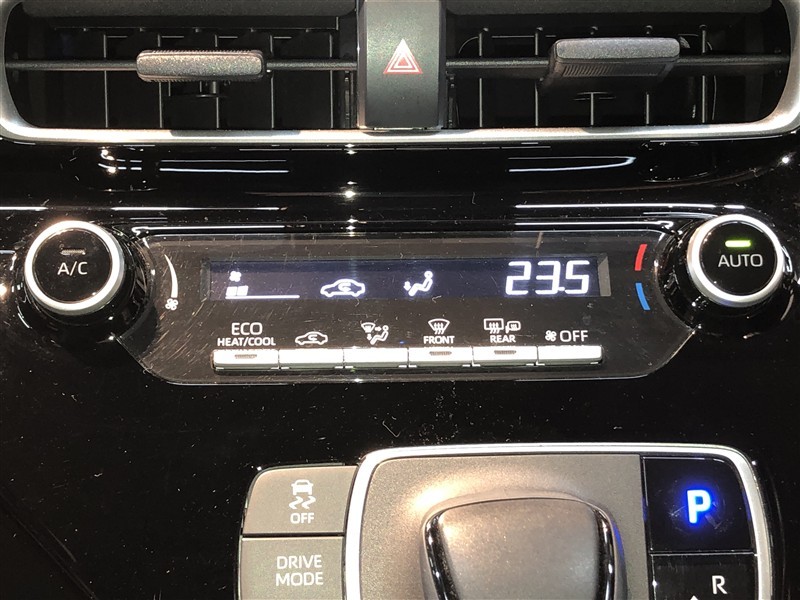 A/C
23.5
AUTO
ECO
HEAT/COOL
FRONT
REAR
OFF
OFF
DRIVE
MODE
P
R